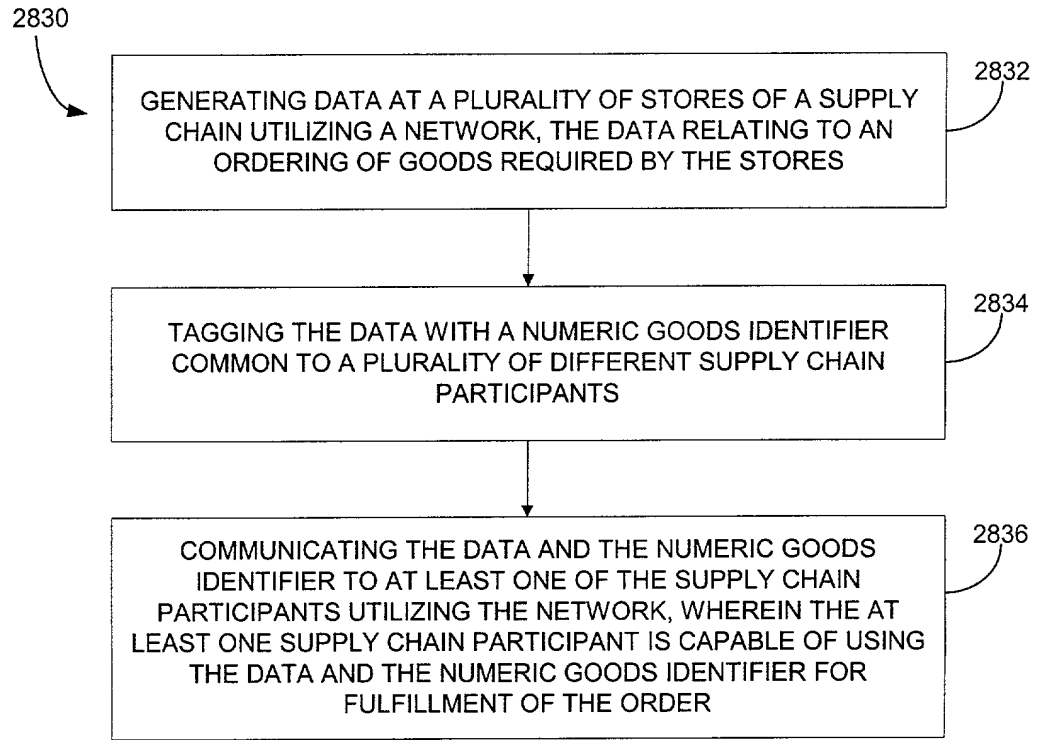 2830
2832
GENERATING DATA AT A PLURALITY OF STORES OF A SUPPLY
CHAIN UTILIZING A NETWORK, THE DATA RELATING TO AN
ORDERING OF GOODS REQUIRED BY THE STORES
2834
TAGGING THE DATA WITH A NUMERIC GOODS IDENTIFIER
COMMON TO A PLURALITY OF DIFFERENT SUPPLY CHAIN
PARTICIPANTS
2836
COMMUNICATING THE DATA AND THE NUMERIC GOODS
IDENTIFIER TO AT LEAST ONE OF THE SUPPLY CHAIN
PARTICIPANTS UTILIZING THE NETWORK, WHEREIN THE AT
LEAST ONE SUPPLY CHAIN PARTICIPANT IS CAPABLE OF USING
THE DATA AND THE NUMERIC GOODS IDENTIFIER FOR
FULFILLMENT OF THE ORDER